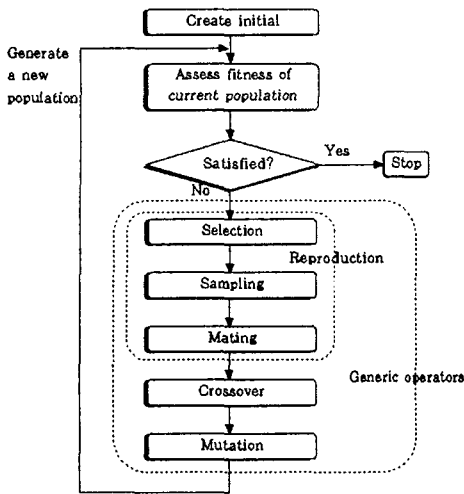 Create initial
Generate
a new
population
Assess fitness of
current population
Satisfied?
Yes
Stop
No
Selection
Reproduction
Sampling
Mating
Generic operators
Crossover
Mutation